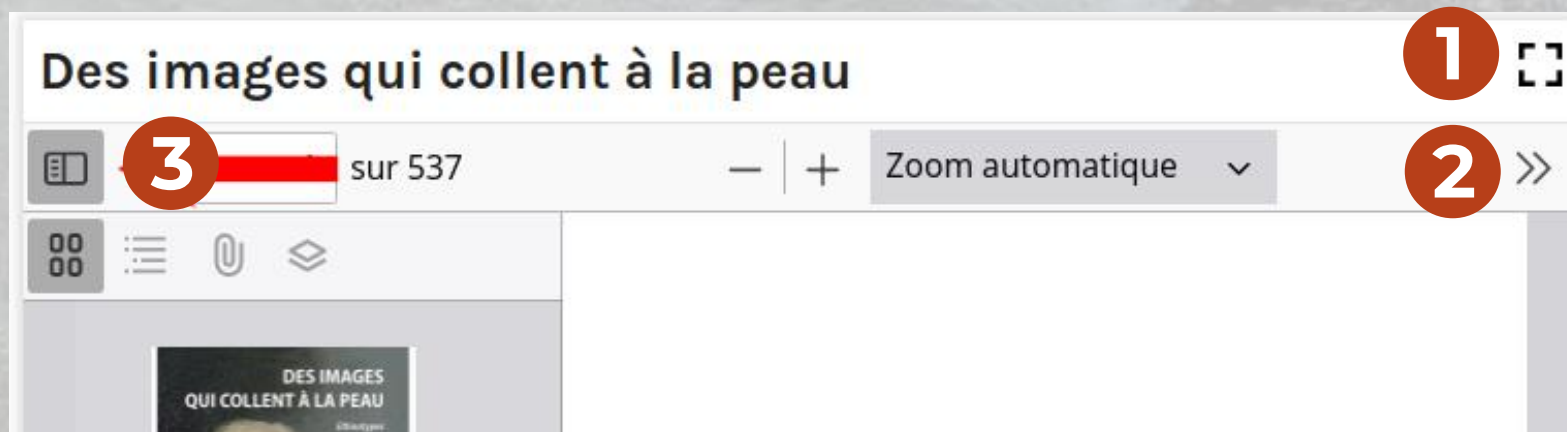 Des images qui collent à la peau
1
3
sur 537
Zoom automatique
2
DES IMAGES
QUI COLLENT À LA PEAU